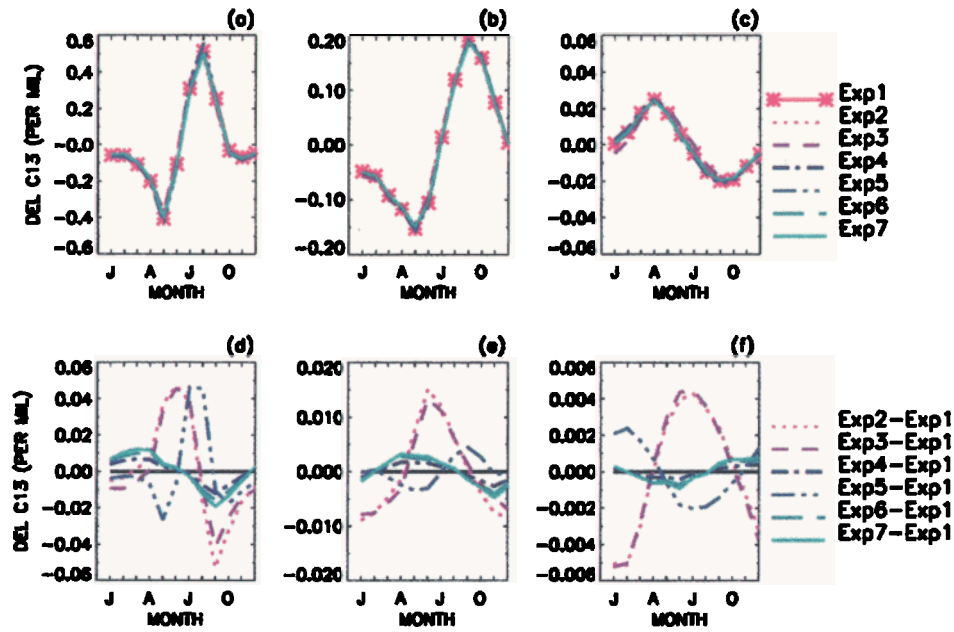 (a)
(b)
(c)
DEL C13 (PER MIL)
0.6
0.4
0.2
-0.0
-0.2
-0.4
-0.6
J A J O
MONTH
0.20
0.10
0.00
-0.10
-0.20
J A J O
MONTH
0.06
0.04
0.02
0.00
-0.02
-0.04
-0.06
J A J O
MONTH
Exp1
Exp2
Exp3
Exp4
Exp5
Exp6
Exp7
(d)
(e)
(f)
DEL C13 (PER MIL)
0.06
0.04
0.02
0.00
-0.02
-0.04
-0.06
J A J O
MONTH
0.020
0.010
0.000
-0.010
-0.020
J A J O
MONTH
0.006
0.004
0.002
0.000
-0.002
-0.004
-0.006
J A J O
MONTH
Exp2-Exp1
Exp3-Exp1
Exp4-Exp1
Exp5-Exp1
Exp6-Exp1
Exp7-Exp1